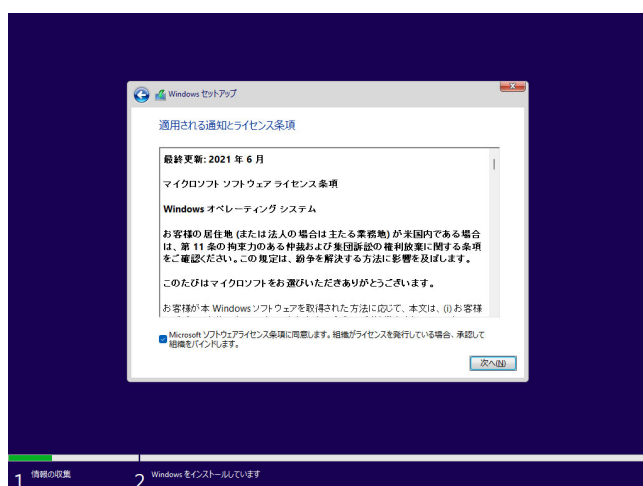 Windows セットアップ
適用される通知とライセンス条項
最終更新: 2021 年 6 月
マイクロソフト ソフトウェア ライセンス条項
Windows オペレーティング システム
お客様の居住地 (または法人の場合は主たる業務地) が米国内である場合
は、第 11 条の拘束力のある仲裁および集団訴訟の権利放棄に関する条項
をご確認ください。この規定は、紛争を解決する方法に影響を及ぼします。
このたびはマイクロソフトをお選びいただきありがとうございます。
お客様が本 Windows ソフトウェアを取得された方法に応じて、本文は、(i) お客様
Microsoft ソフトウェアライセンス条項に同意します。組織がライセンスを発行している場合、承認して
組織をバインドします。
次へ(N)
1 情報の収集
2 Windows をインストールしています